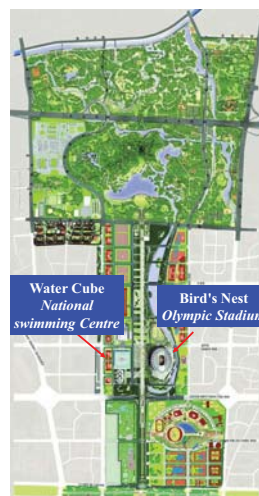 Water Cube
National
swimming Centre
Bird's Nest
Olympic Stadium